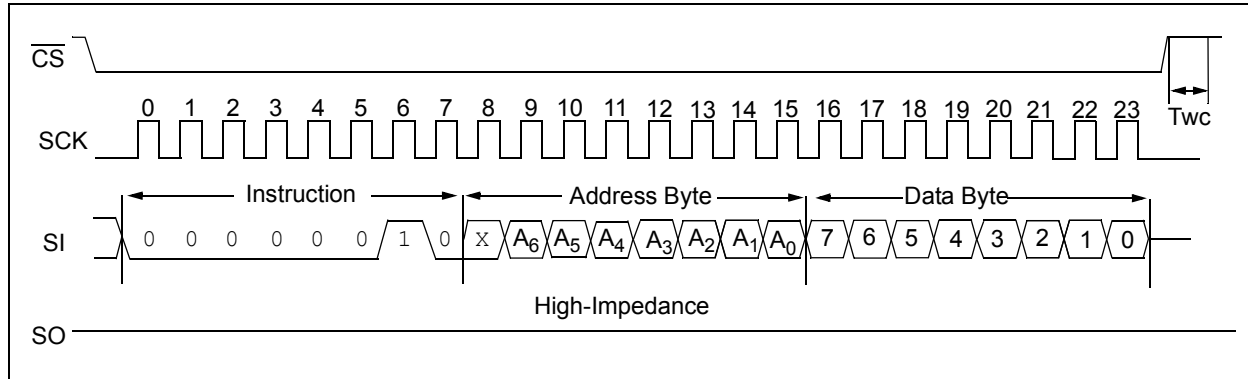 CS
0 1 2 3 4 5 6 7 8 9 10 11 12 13 14 15 16 17 18 19 20 21 22 23
Twc
SCK
Instruction Address Byte Data Byte
SI 0 0 0 0 0 0 1 0 X A6 A5 A4 A3 A2 A1 A0 7 6 5 4 3 2 1 0
High-Impedance
SO